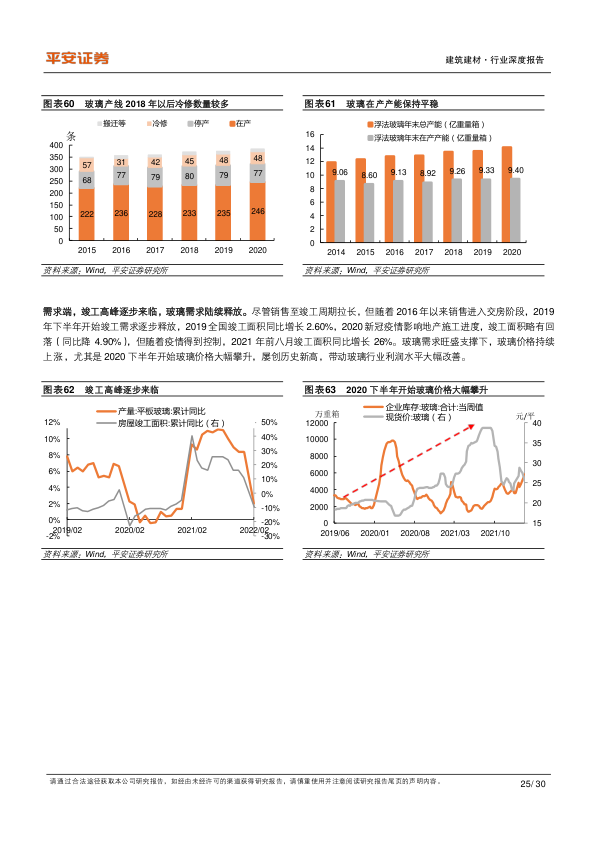 平安证券
建筑建材·行业深度报告
图表60 玻璃产线 2018 年以后冷修数量较多
搬迁等 冷修 停产 在产
条
400
350
300
250
200
150
100
50
0
57 31 42 45 48 48
68 77 79 80 79 77
222 236 228 233 235 246
2015 2016 2017 2018 2019 2020
资料来源：Wind，平安证券研究所
图表61 玻璃在产产能保持平稳
浮法玻璃年末总产能（亿重量箱）
浮法玻璃年末在产产能（亿重量箱）
16
14
12
10
8
6
4
2
0
9.06 8.60 9.13 8.92 9.26 9.33 9.40
2014 2015 2016 2017 2018 2019 2020
资料来源：Wind，平安证券研究所
需求端，竣工高峰逐步来临，玻璃需求陆续释放。尽管销售至竣工周期拉长，但随着 2016 年以来销售进入交房阶段，2019
年下半年开始竣工需求逐步释放，2019 全国竣工面积同比增长 2.60%，2020 新冠疫情影响地产施工进度，竣工面积略有回
落（同比降 4.90%），但随着疫情得到控制，2021 年前八月竣工面积同比增长 26%。玻璃需求旺盛支撑下，玻璃价格持续
上涨，尤其是 2020 下半年开始玻璃价格大幅攀升，屡创历史新高，带动玻璃行业利润水平大幅改善。
图表62 竣工高峰逐步来临
产量:平板玻璃:累计同比
房屋竣工面积:累计同比（右）
12%
10%
8%
6%
4%
2%
0%
-2%
50%
40%
30%
20%
10%
0%
-10%
-20%
-30%
2019/02 2020/02 2021/02 2022/02
资料来源：Wind，平安证券研究所
图表63 2020 下半年开始玻璃价格大幅攀升
企业库存:玻璃:合计:当周值
现货价:玻璃（右）
万重箱
元/平
12000
10000
8000
6000
4000
2000
0
40
35
30
25
20
15
2019/06 2020/01 2020/08 2021/03 2021/10
资料来源：Wind，平安证券研究所
请通过合法途径获取本公司研究报告，如经由未经许可的渠道获得研究报告，请慎重使用并注意阅读研究报告尾页的声明内容。
25/ 30